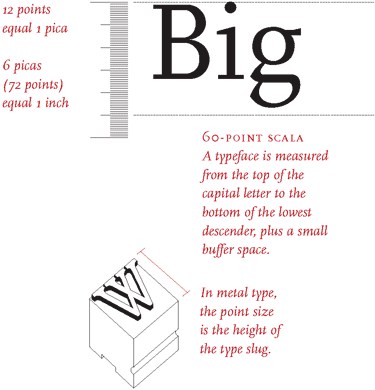 12 points
equal 1 pica
6 picas
(72 points)
equal 1 inch
Big
60-POINT SCALA
A typeface is measured
from the top of the
capital letter to the
bottom of the lowest
descender, plus a small
buffer space.
W
In metal type,
the point size
is the height of
the type slug.